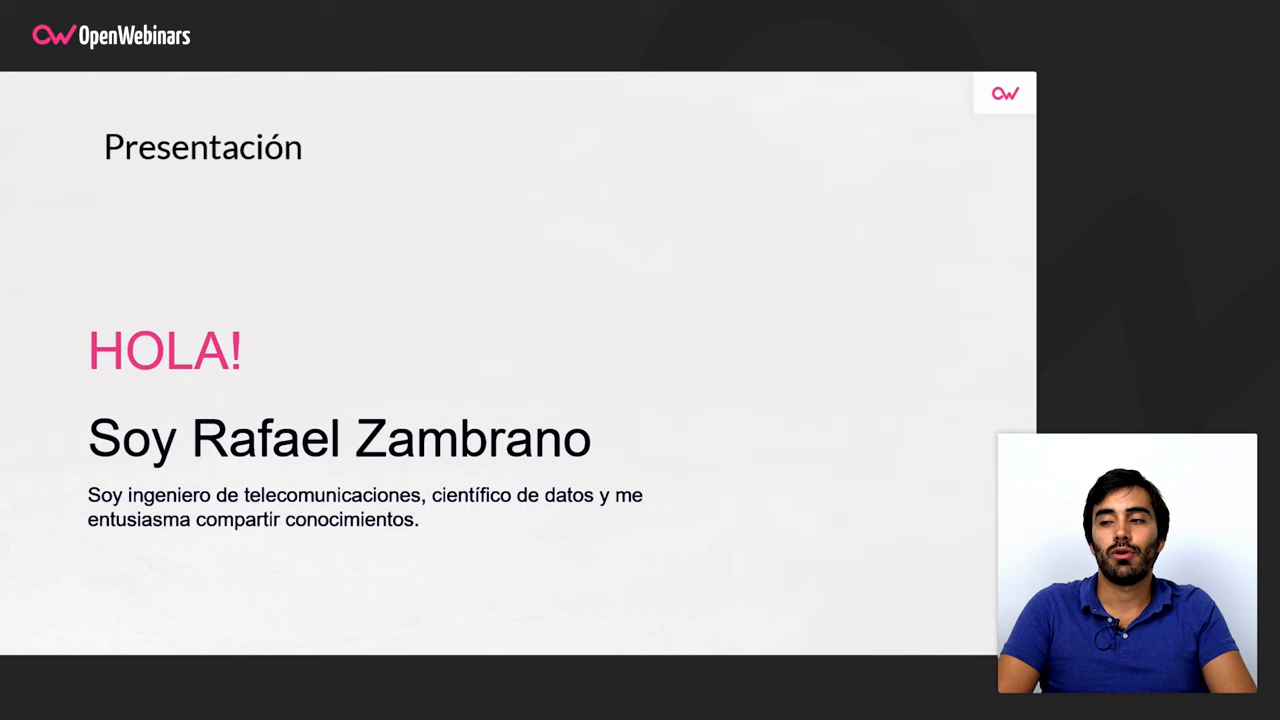 OpenWebinars
Presentación
HOLA!
Soy Rafael Zambrano
Soy ingeniero de telecomunicaciones, científico de datos y me
entusiasma compartir conocimientos.